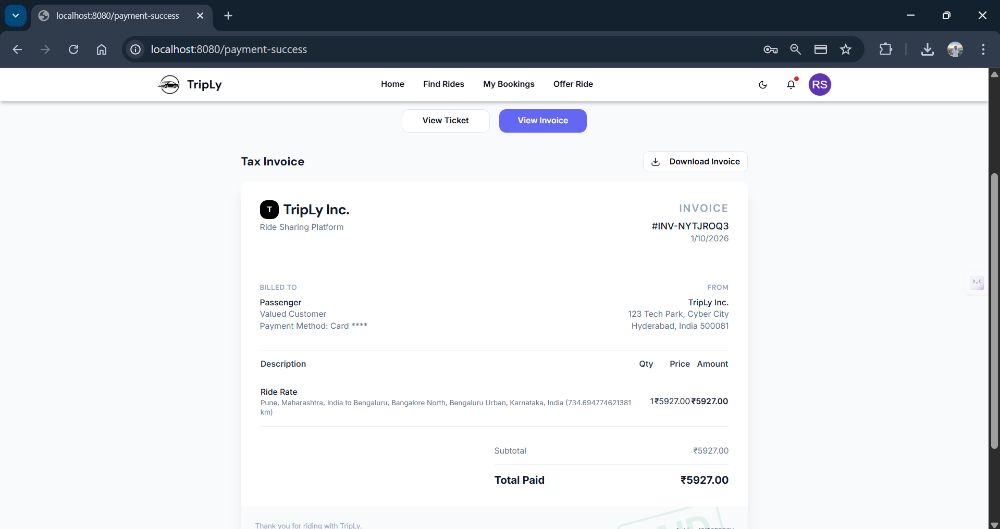 localhost:8080/payment-success
localhost:8080/payment-success
TripLy
Home
Find Rides
My Bookings
Offer Ride
RS
View Ticket
View Invoice
Tax Invoice
Download Invoice
T
TripLy Inc.
Ride Sharing Platform
INVOICE
#INV-NYTJROQ3
1/10/2026
BILLED TO
Passenger
Valued Customer
Payment Method: Card ****
FROM
TripLy Inc.
123 Tech Park, Cyber City
Hyderabad, India 500081
Description Qty Price Amount
Ride Rate
Pune, Maharashtra, India to Bengaluru, Bangalore North, Bengaluru Urban, Karnataka, India (734.694774621381
km)
1 ₹5927.00 ₹5927.00
Subtotal ₹5927.00
Total Paid ₹5927.00
Thank you for riding with TripLy.